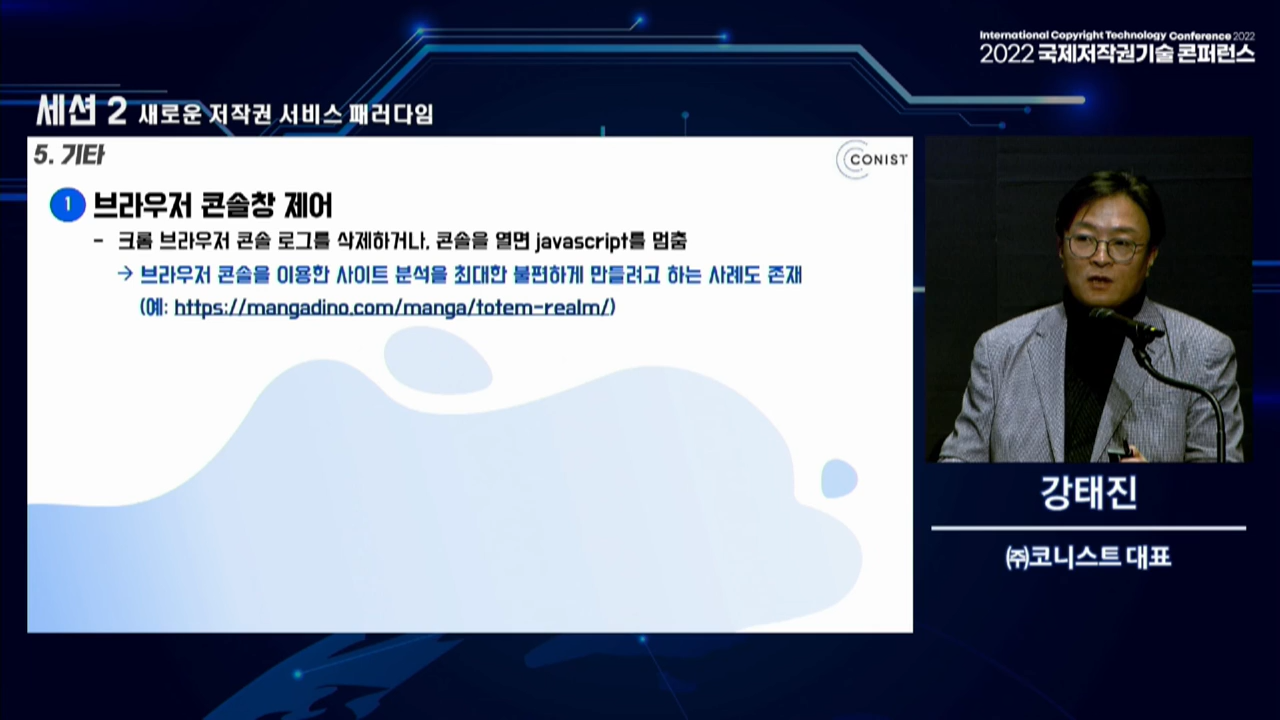 International Copyright Technology Conference 2022
2022 국제저작권기술 콘퍼런스
세션 2 새로운 저작권 서비스 패러다임
5. 기타
CONIST
1 브라우저 콘솔창 제어
- 크롬 브라우저 콘솔 로그를 삭제하거나, 콘솔을 열면 javascript를 멈춤
→ 브라우저 콘솔을 이용한 사이트 분석을 최대한 불편하게 만들려고 하는 사례도 존재
(예: https://mangadino.com/manga/totem-realm/)
강태진
㈜코니스트 대표